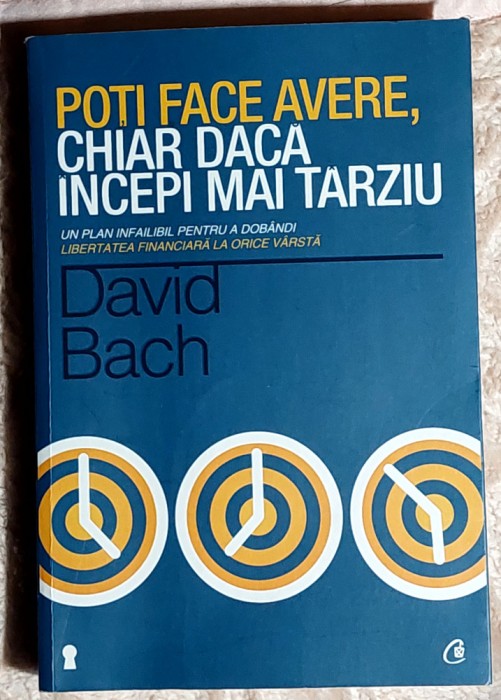 POȚI FACE AVERE,
CHIAR DACĂ
ÎNCEPI MAI TÂRZIU
UN PLAN INFAILIBIL PENTRU A DOBÂNDI
LIBERTATEA FINANCIARĂ LA ORICE VÂRSTĂ
David
Bach